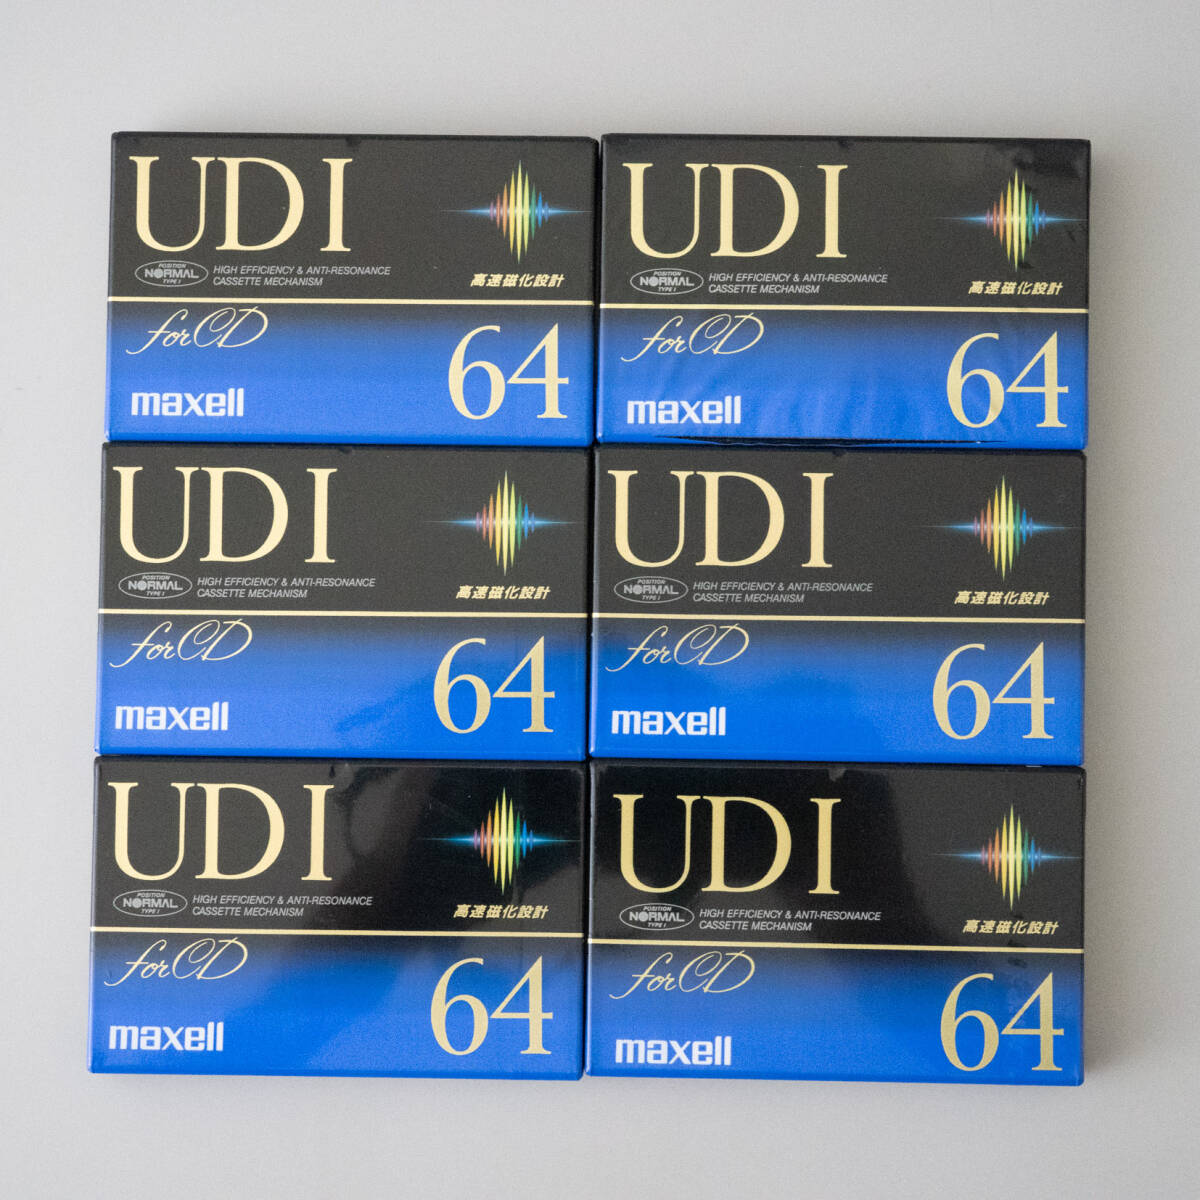 UD I
POSITION
NORMAL
TYPE I
HIGH EFFICIENCY & ANTI-RESONANCE
CASSETTE MECHANISM
高速磁化設計
for CD
64
maxell
UD I
POSITION
NORMAL
TYPE I
HIGH EFFICIENCY & ANTI-RESONANCE
CASSETTE MECHANISM
高速磁化設計
for CD
64
maxell
UD I
POSITION
NORMAL
TYPE I
HIGH EFFICIENCY & ANTI-RESONANCE
CASSETTE MECHANISM
高速磁化設計
for CD
64
maxell
UD I
POSITION
NORMAL
TYPE I
HIGH EFFICIENCY & ANTI-RESONANCE
CASSETTE MECHANISM
高速磁化設計
for CD
64
maxell
UD I
POSITION
NORMAL
TYPE I
HIGH EFFICIENCY & ANTI-RESONANCE
CASSETTE MECHANISM
高速磁化設計
for CD
64
maxell
UD I
POSITION
NORMAL
TYPE I
HIGH EFFICIENCY & ANTI-RESONANCE
CASSETTE MECHANISM
高速磁化設計
for CD
64
maxell